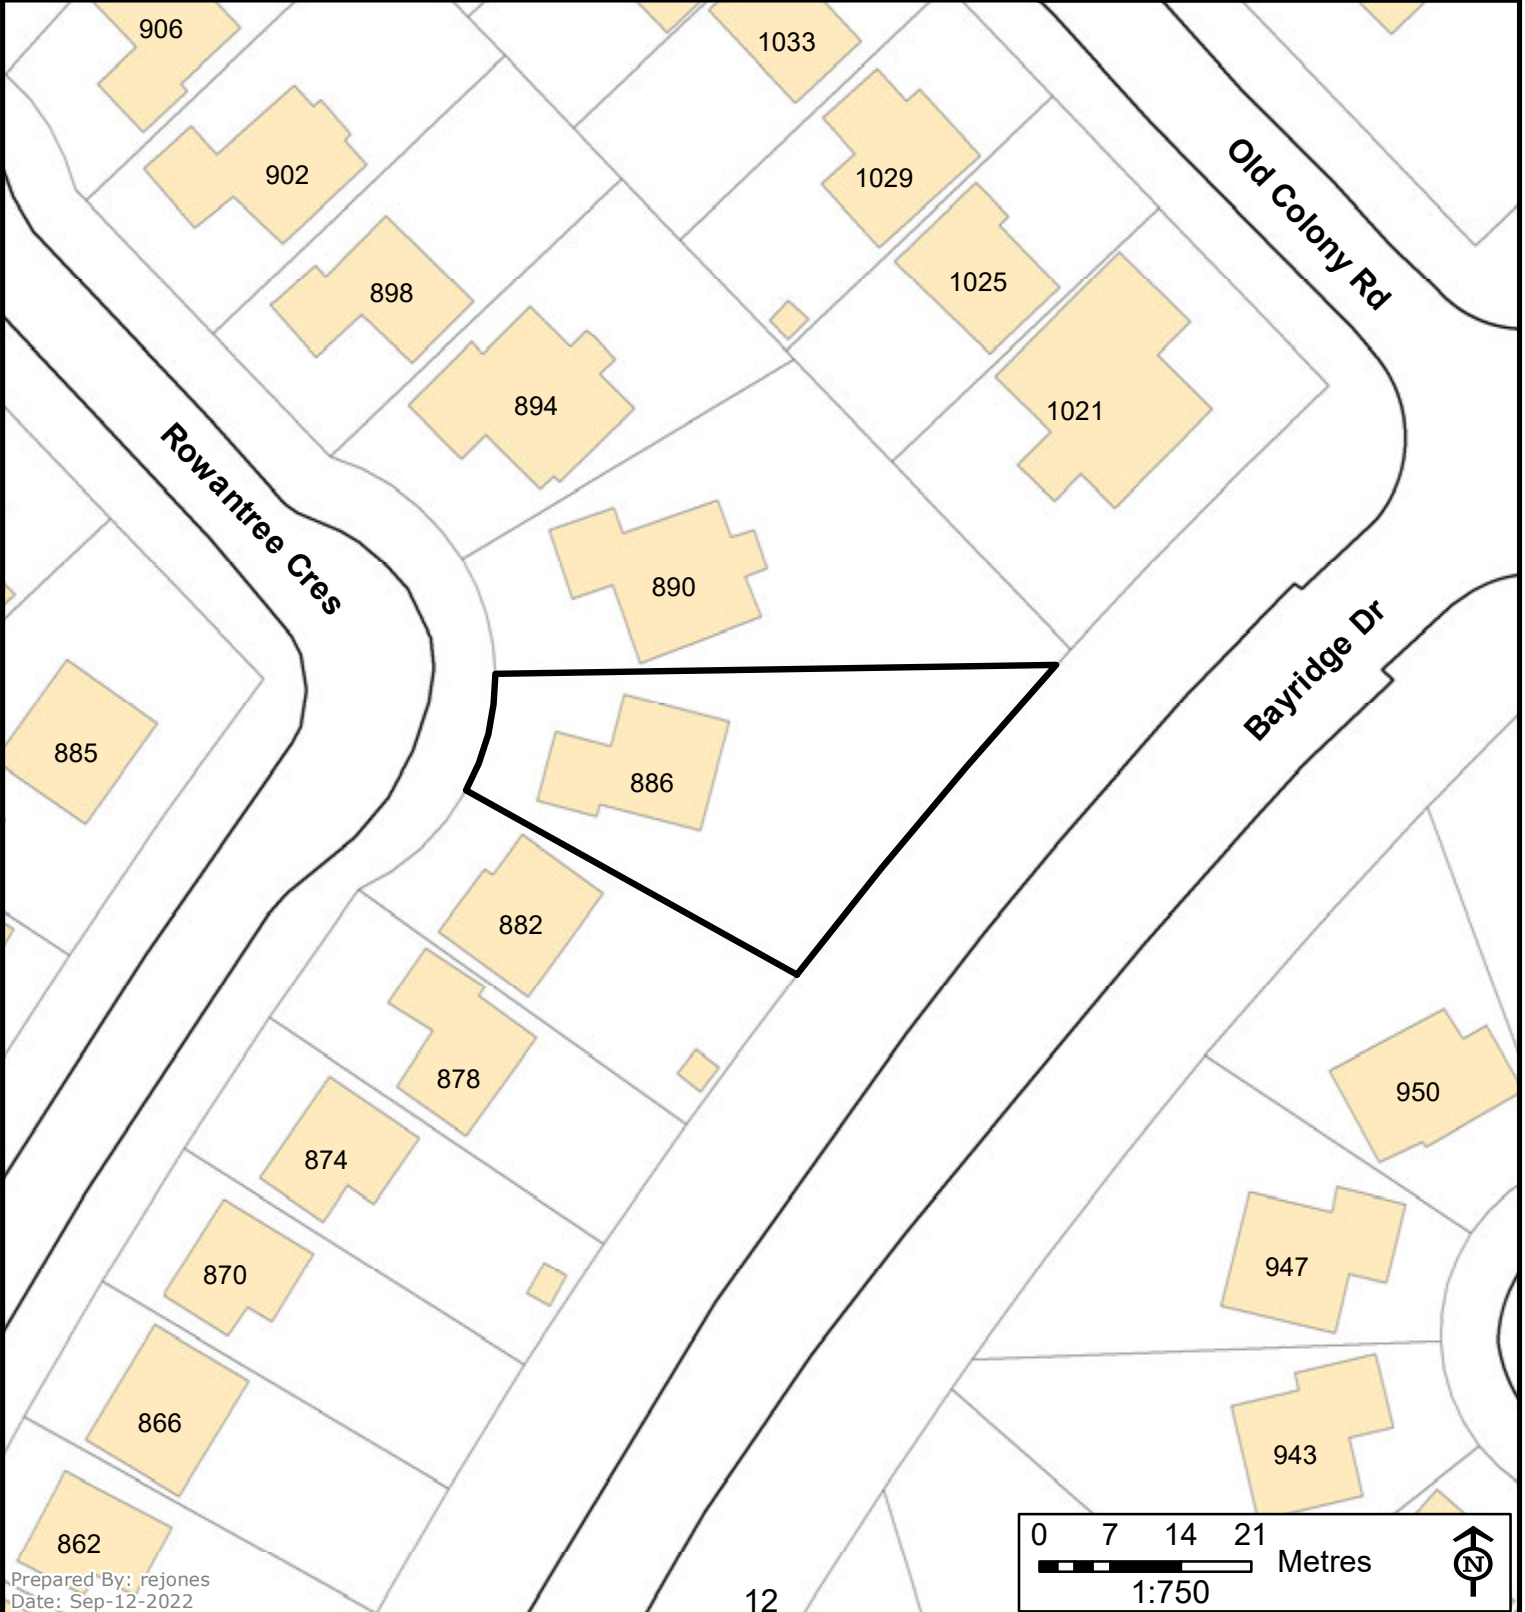 906
1033
902
1029
Old Colony Rd
898
1025
894
1021
Rowantree Cres
890
Bayridge Dr
885
886
882
878
950
874
947
870
866
943
862
0 7 14 21
Metres
N
1:750
Prepared By: rejones
Date: Sep-12-2022
12